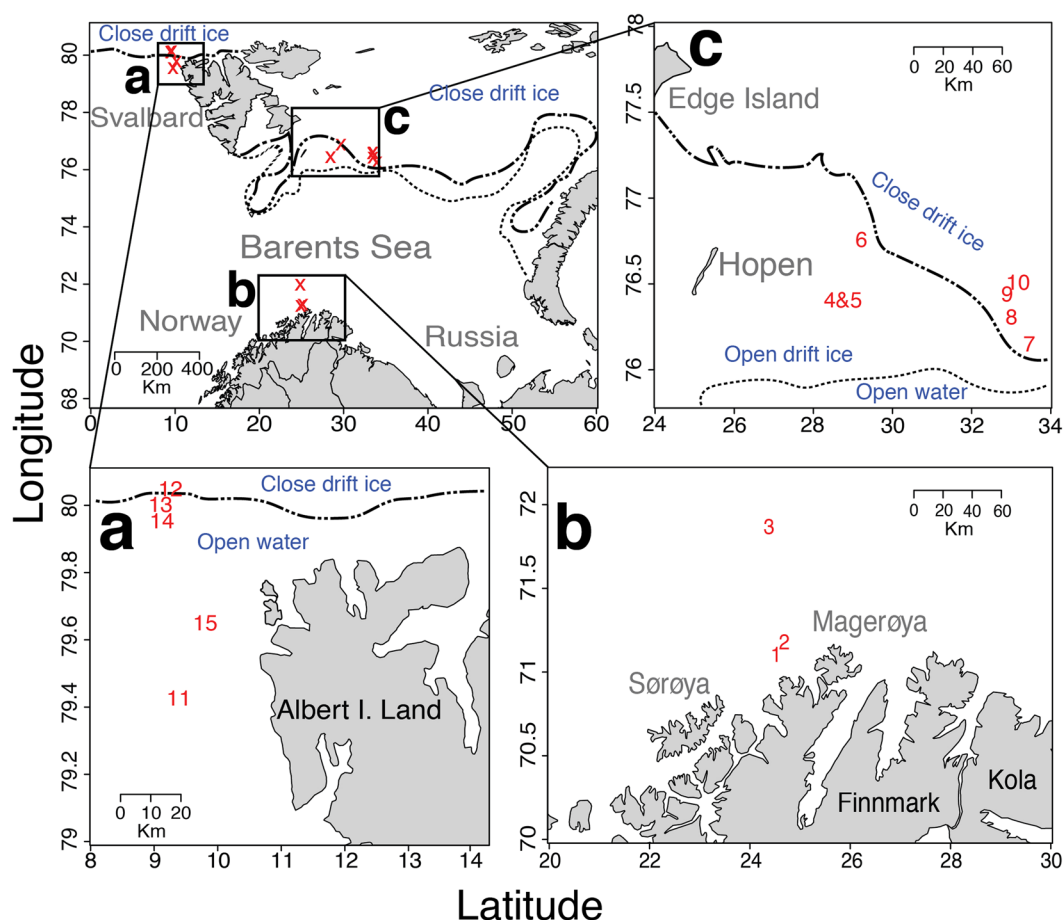 Close drift ice
80
a
78
Svalbard
c
Close drift ice
76
74
Barents Sea
72
b
Norway
Russia
70
0 200 400
Km
68
0 10 20 30 40 50 60
78
c
0 20 40 60
Km
Edge Island
77.5
Close drift ice
77
6
Hopen
76.5
10
9
4&5
8
7
Open drift ice
76
Open water
24 26 28 30 32 34
Longitude
Close drift ice
12
80
13
14
a
Open water
79.8
15
79.6
11
79.4
Albert I. Land
79.2
0 10 20
Km
79
8 9 10 11 12 13 14
72
b
3
0 20 40 60
Km
71.5
Magerøya
2
1
71
Sørøya
70.5
Kola
Finnmark
70
20 22 24 26 28 30
Latitude